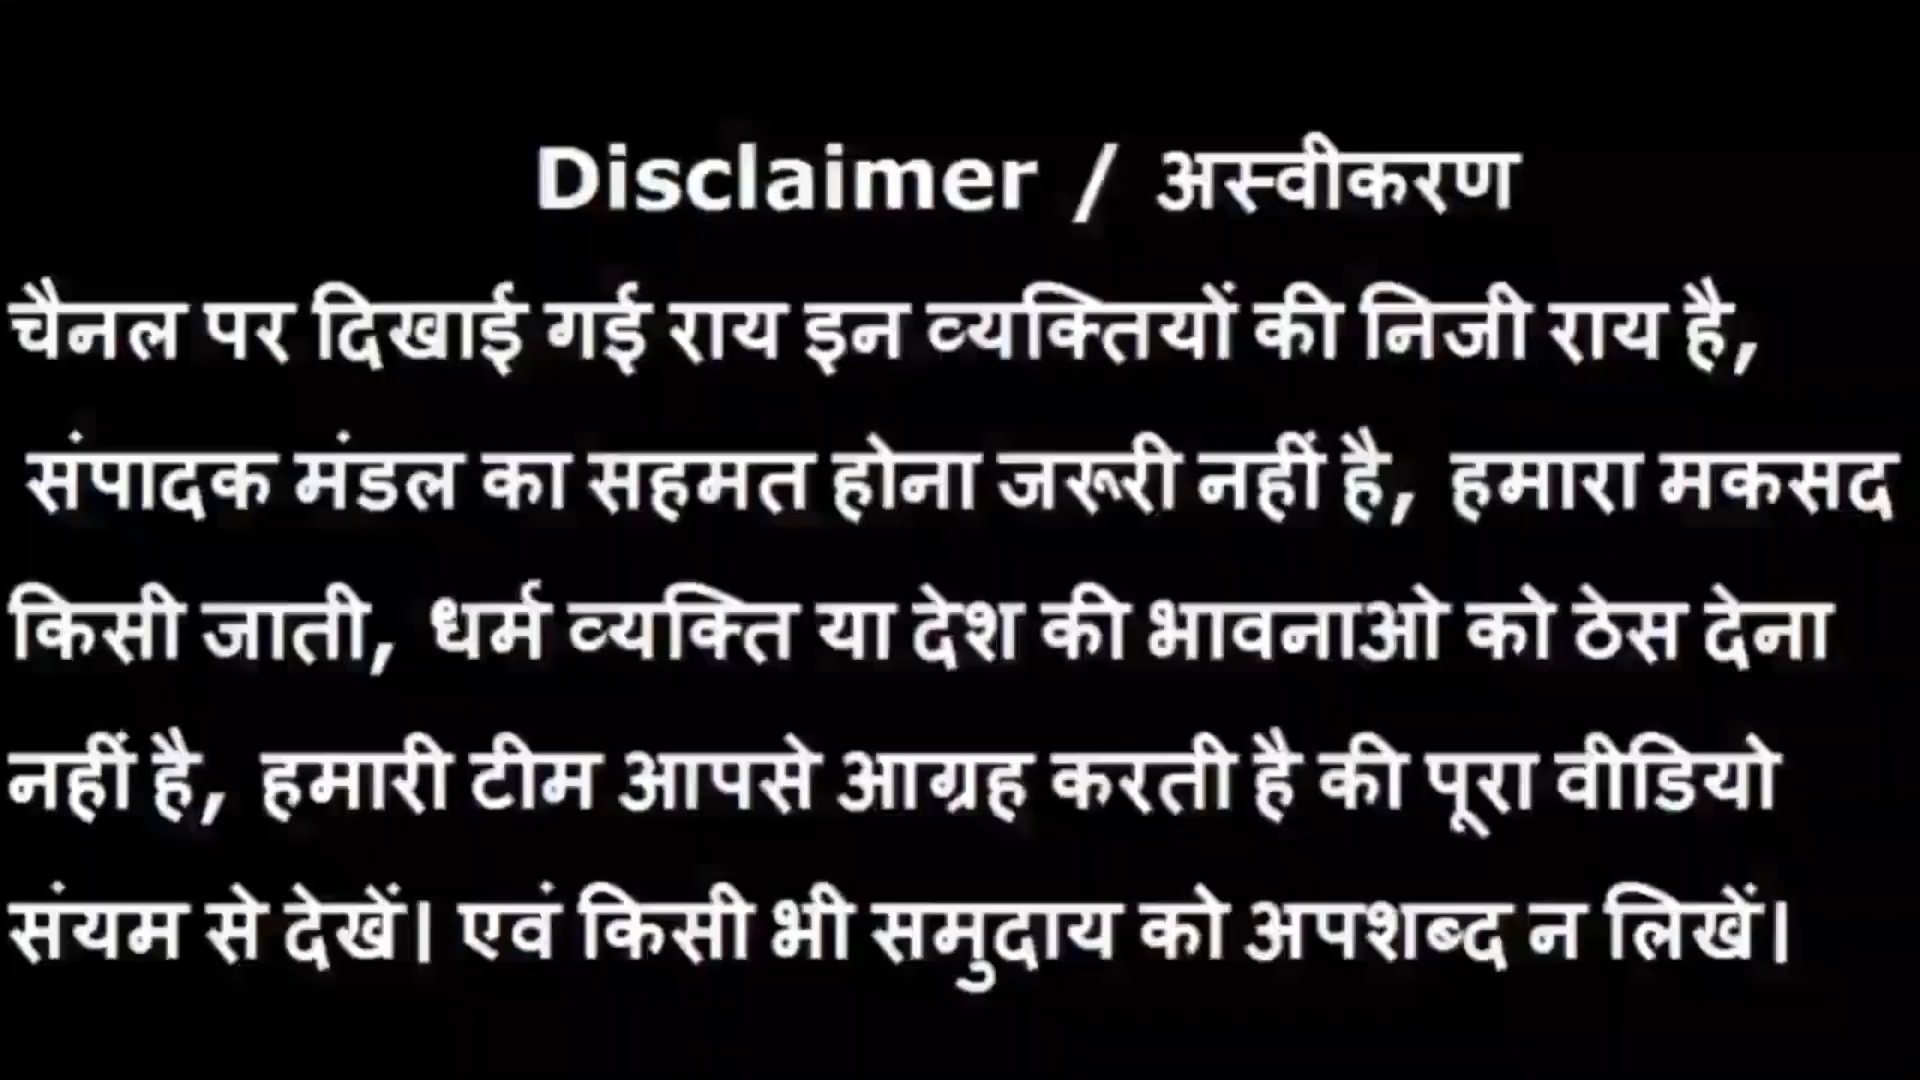 Disclaimer / अस्वीकरण
चैनल पर दिखाई गई राय इन व्यक्तियों की निजी राय है,
संपादक मंडल का सहमत होना जरूरी नहीं है, हमारा मकसद
किसी जाती, धर्म व्यक्ति या देश की भावनाओ को ठेस देना
नहीं है, हमारी टीम आपसे आग्रह करती है की पूरा वीडियो
संयम से देखें। एवं किसी भी समुदाय को अपशब्द न लिखें।